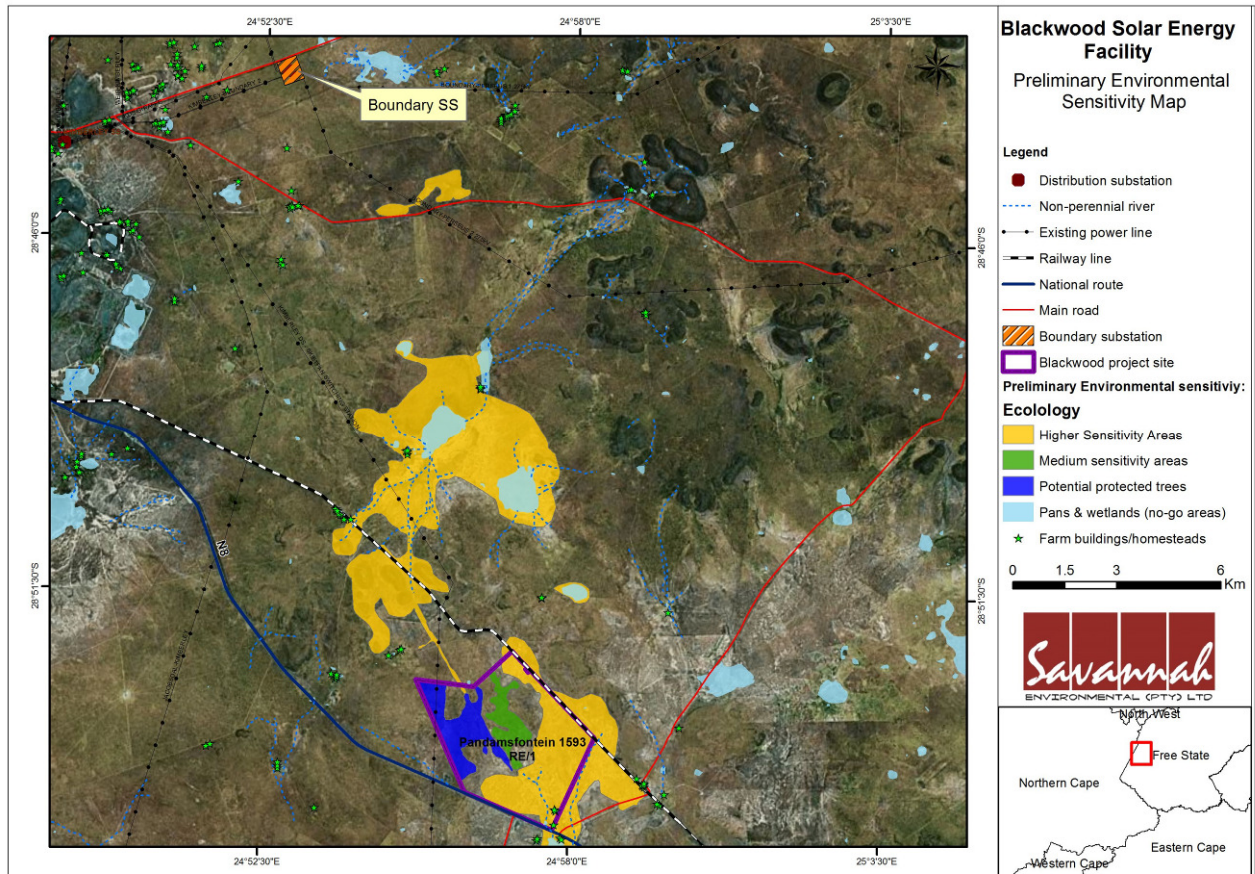 24°52'30"E
24°58'0"E
25°3'30"E
Boundary SS
28°46'0"S
28°46'0"S
N8
28°51'30"S
28°51'30"S
Pandamsfontein 1593
RE/1
24°52'30"E
24°58'0"E
25°3'30"E
Blackwood Solar Energy
Facility
Preliminary Environmental
Sensitivity Map
Legend
Distribution substation
Non-perennial river
Existing power line
Railway line
National route
Main road
Boundary substation
Blackwood project site
Preliminary Environmental sensitiviy:
Ecolology
Higher Sensitivity Areas
Medium sensitivity areas
Potential protected trees
Pans & wetlands (no-go areas)
Farm buildings/homesteads
0 1.5 3 6
Km
Savannah
ENVIRONMENTAL (PTY) LTD
North West
Free State
Northern Cape
Eastern Cape
Western Cape